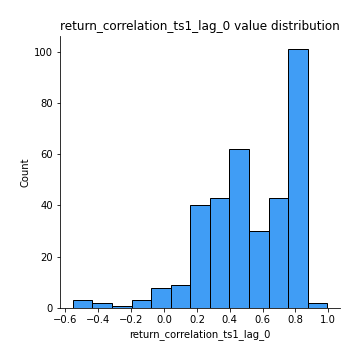 return_correlation_ts1_lag_0 value distribution
100
80
60
40
20
0
Count
−0.6 −0.4 −0.2 0.0 0.2 0.4 0.6 0.8 1.0
return_correlation_ts1_lag_0